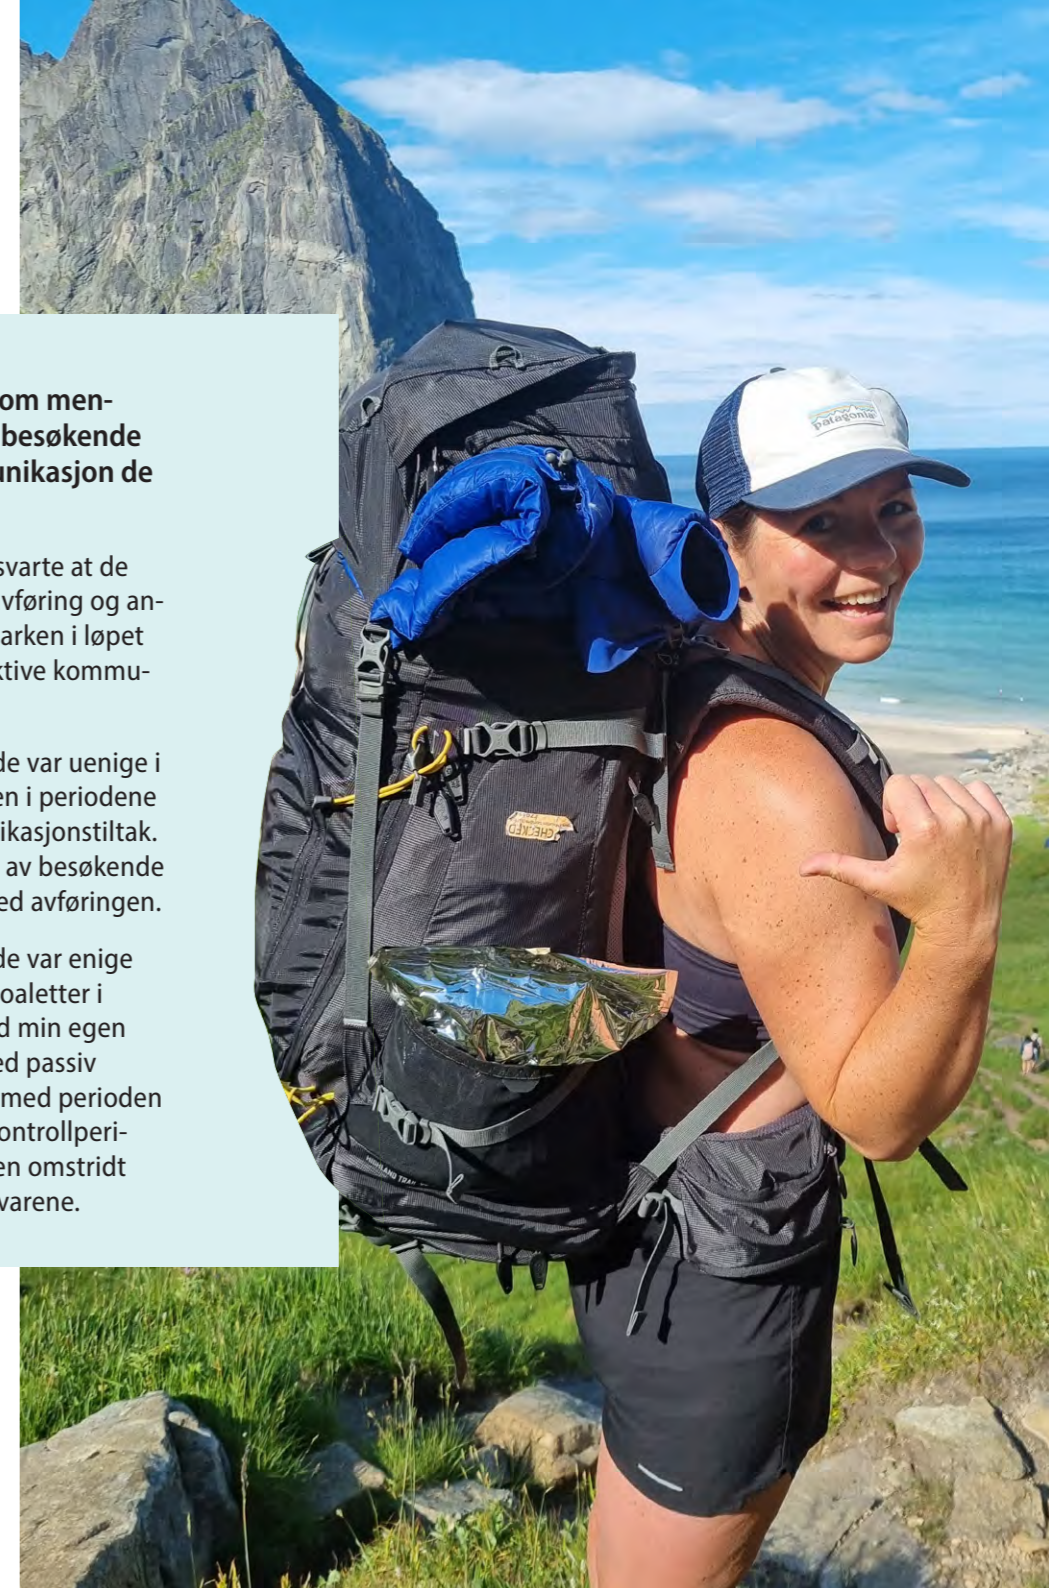 om men-
besøkende
unikasjon de
svarte at de
vføring og an-
arken i løpet
ktive kommu-
de var uenige i
en i periodene
ikasjonstiltak.
av besøkende
ed avføringen.
de var enige
oaletter i
d min egen
ed passiv
med perioden
ontrollperi-
en omstridt
varene.
patagonia
CHECKED
HIGHLAND TRAIL